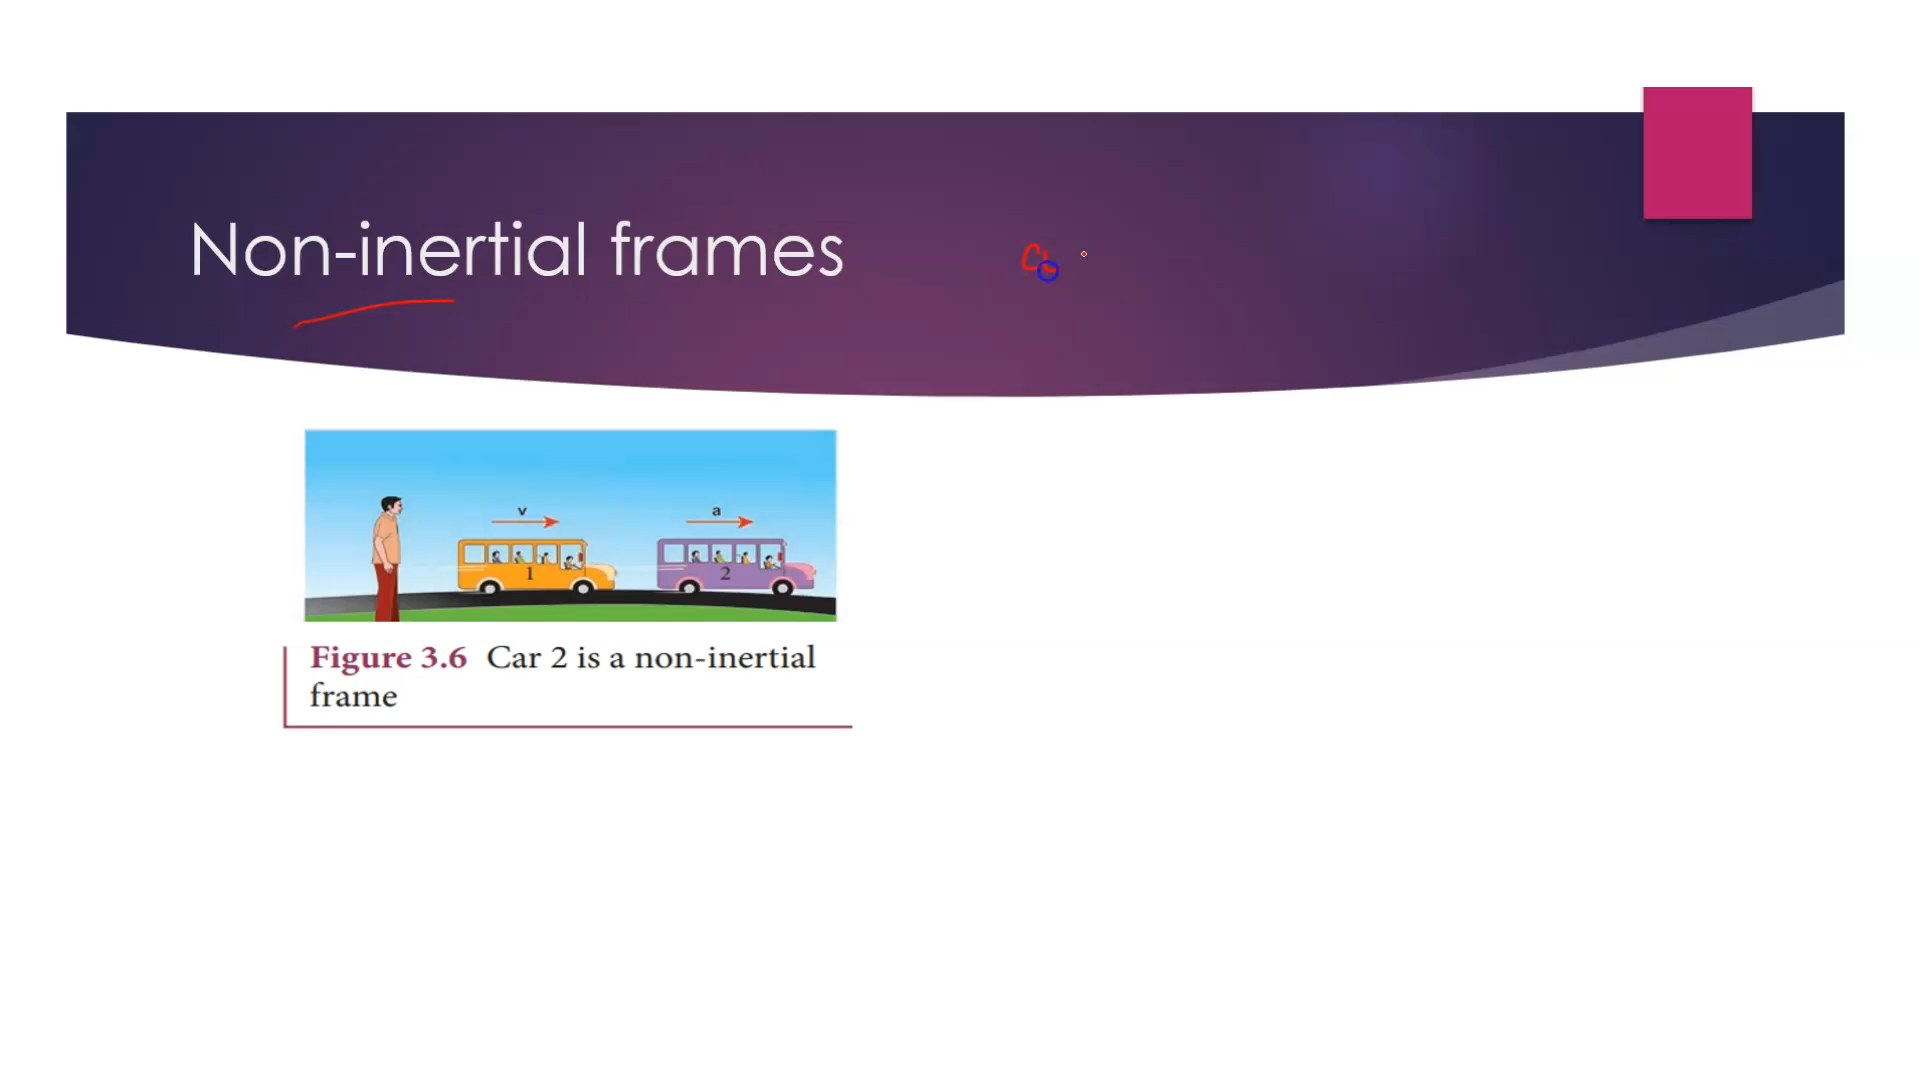 Non-inertial frames
v
a
1
2
Figure 3.6 Car 2 is a non-inertial
frame